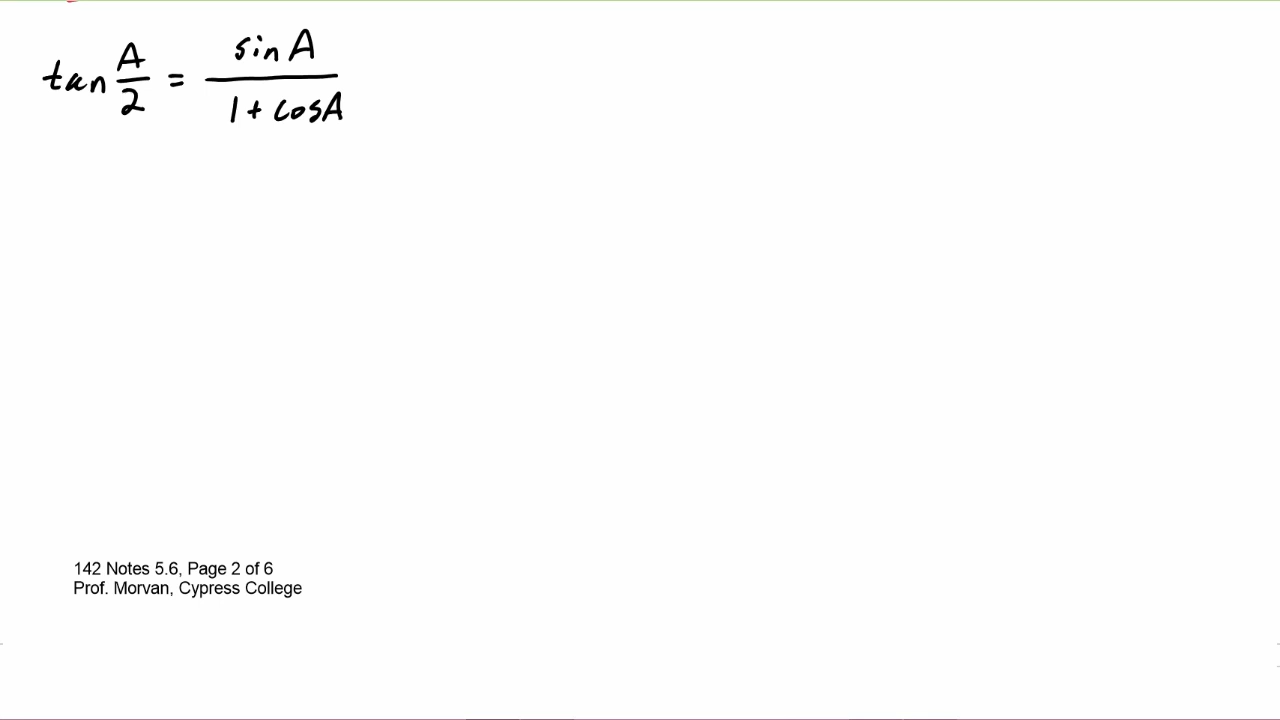 tan A/2 = sin A / 1 + cos A
142 Notes 5.6, Page 2 of 6
Prof. Morvan, Cypress College